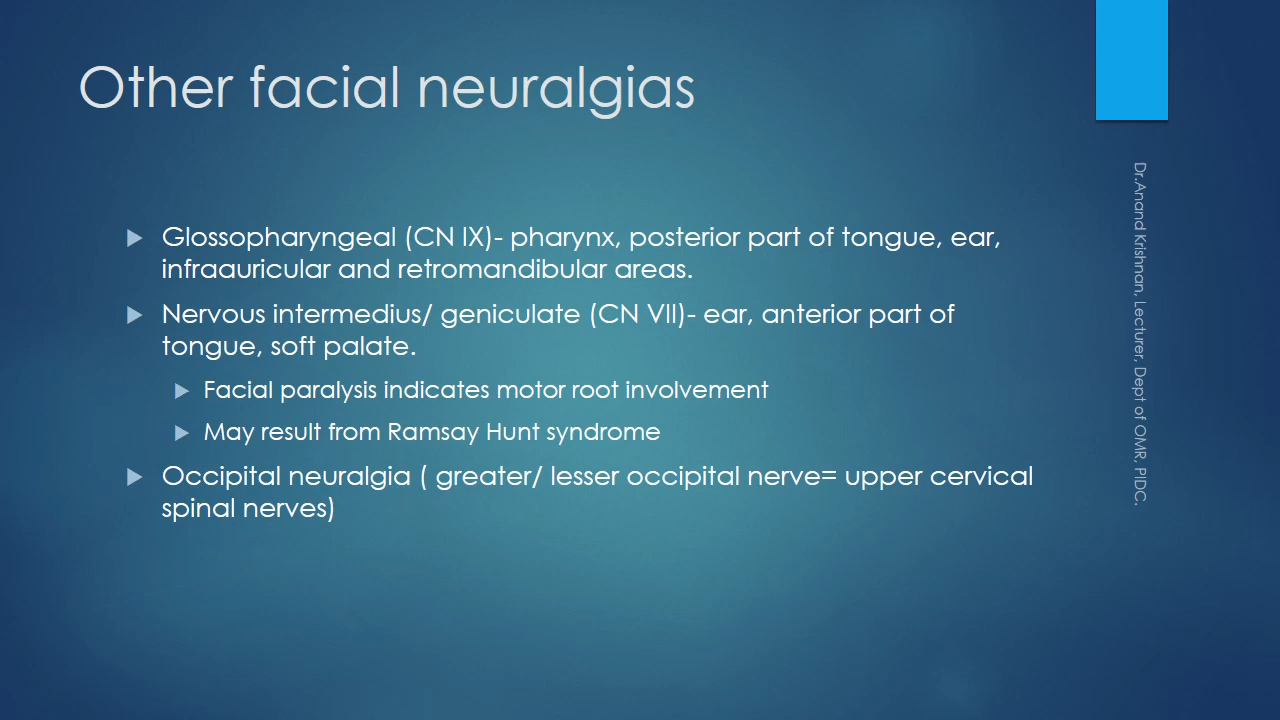 Other facial neuralgias
Glossopharyngeal (CN IX)- pharynx, posterior part of tongue, ear,
infraauricular and retromandibular areas.
Nervous intermedius/ geniculate (CN VII)- ear, anterior part of
tongue, soft palate.
Facial paralysis indicates motor root involvement
May result from Ramsay Hunt syndrome
Occipital neuralgia ( greater/ lesser occipital nerve= upper cervical
spinal nerves)
Dr.Anand Krishnan, Lecturer, Dept of OMR, PIDC.